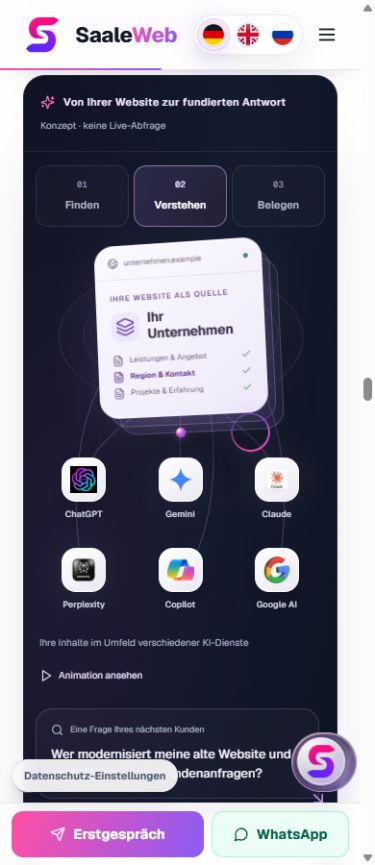 SaaleWeb
Von Ihrer Website zur fundierten Antwort
Konzept · keine Live-Abfrage
01
Finden
02
Verstehen
03
Belegen
unternehmen.example
IHRE WEBSITE ALS QUELLE
Ihr
Unternehmen
Leistungen & Angebot
Region & Kontakt
Projekte & Erfahrung
ChatGPT
Gemini
Claude
Perplexity
Copilot
Google AI
Ihre Inhalte im Umfeld verschiedener KI-Dienste
Animation ansehen
Eine Frage Ihres nächsten Kunden
Wer modernisiert meine alte Website und
ndenanfragen?
Datenschutz-Einstellungen
Erstgespräch
WhatsApp